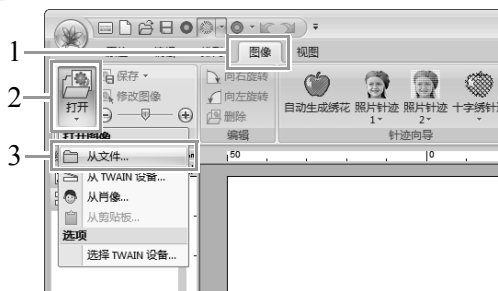 1
图像
视图
2
打开
保存
修改图像
向右旋转
向左旋转
删除
编辑
自动生成绣花
照片针迹
1
照片针迹
2
十字绣针
针迹向导
打开图像
3
从文件...
从 TWAIN 设备...
从肖像...
从剪贴板...
选项
选择 TWAIN 设备...
50
0